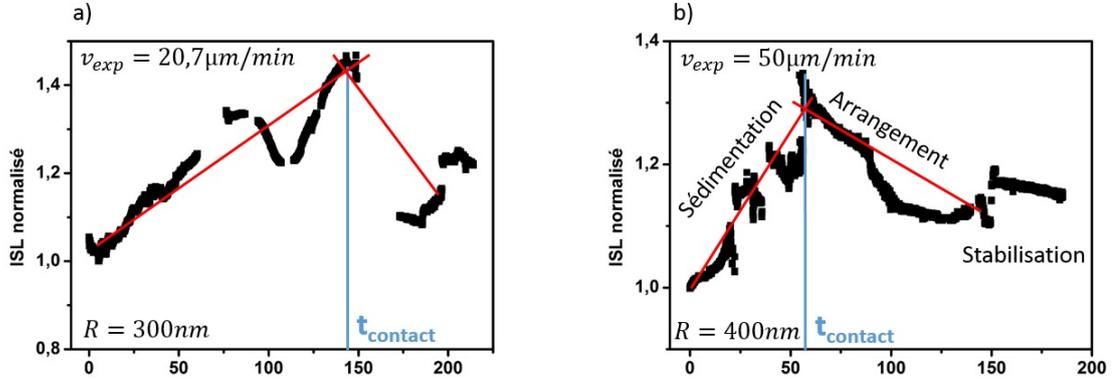 a)
ISL normalisé
1,4
1,2
1,0
0,8
v_exp = 20,7μm/min
R = 300nm
t_contact
0 50 100 150 200
b)
ISL normalisé
1,4
1,2
1,0
v_exp = 50μm/min
Sédimentation
Arrangement
Stabilisation
R = 400nm
t_contact
0 50 100 150 200